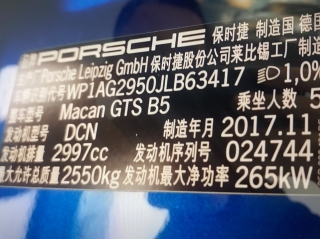 品牌 PORSCHE 保时捷 制造国 德国
生产厂 Porsche Leipzig GmbH 保时捷股份公司莱比锡工厂制造
车辆识别代号 WP1AG2950JLB63417 1,0%
整车型号 Macan GTS B5 乘坐人数 5
发动机型号 DCN 制造年月 2017.11
发动机排量 2997cc 发动机序列号 024744
最大允许总质量 2550kg 发动机最大净功率 265kW